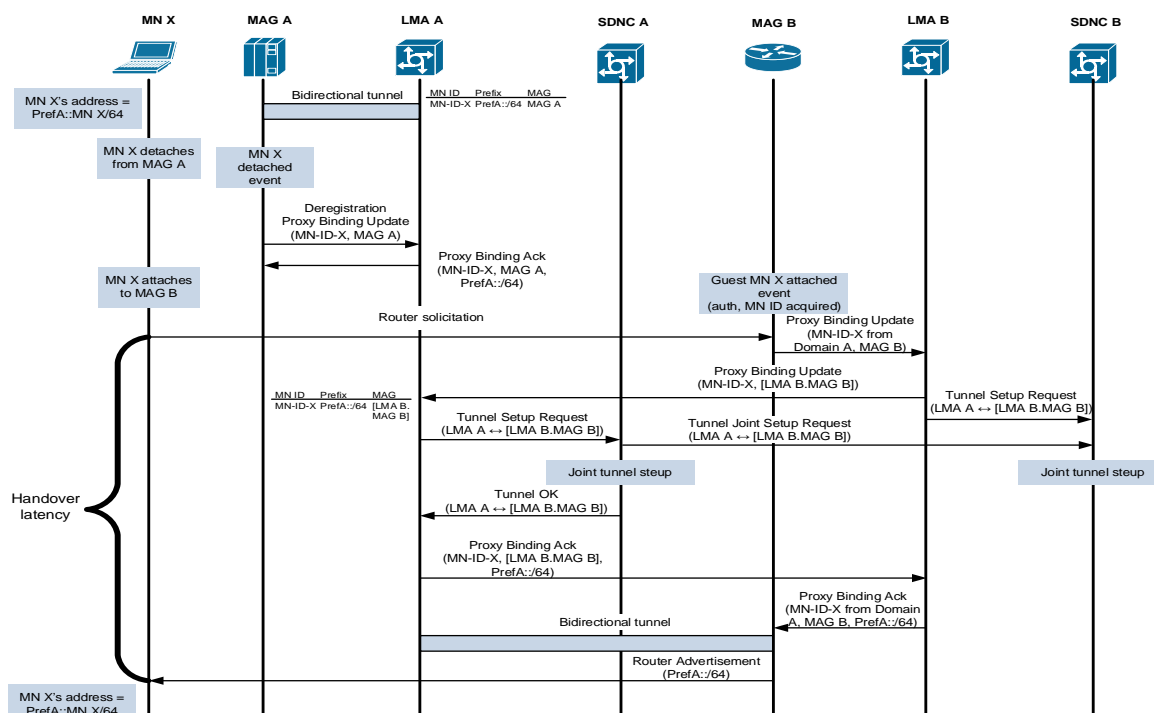 MN X
MAG A
LMA A
SDNC A
MAG B
LMA B
SDNC B
MN X's address =
PrefA::MN X/64
Bidirectional tunnel
MN ID Prefix MAG
MN-ID-X PrefA::/64 MAG A
MN X detaches
from MAG A
MN X
detached
event
Deregistration
Proxy Binding Update
(MN-ID-X, MAG A)
Proxy Binding Ack
(MN-ID-X, MAG A,
PrefA::/64)
MN X attaches
to MAG B
Guest MN X attached
event
(auth, MN ID acquired)
Router solicitation
Proxy Binding Update
(MN-ID-X from
Domain A, MAG B)
Proxy Binding Update
(MN-ID-X, [LMA B.MAG B])
MN ID Prefix MAG
MN-ID-X PrefA::/64 [LMA B.
MAG B]
Tunnel Setup Request
(LMA A ↔ [LMA B.MAG B])
Tunnel Setup Request
(LMA A ↔ [LMA B.MAG B])
Tunnel Joint Setup Request
(LMA A ↔ [LMA B.MAG B])
Joint tunnel steup
Joint tunnel steup
Handover
latency
Tunnel OK
(LMA A ↔ [LMA B.MAG B])
Proxy Binding Ack
(MN-ID-X, [LMA B.MAG B],
PrefA::/64)
Proxy Binding Ack
(MN-ID-X from Domain
A, MAG B, PrefA::/64)
Bidirectional tunnel
Router Advertisement
(PrefA::/64)
MN X's address =
PrefA::MN X/64